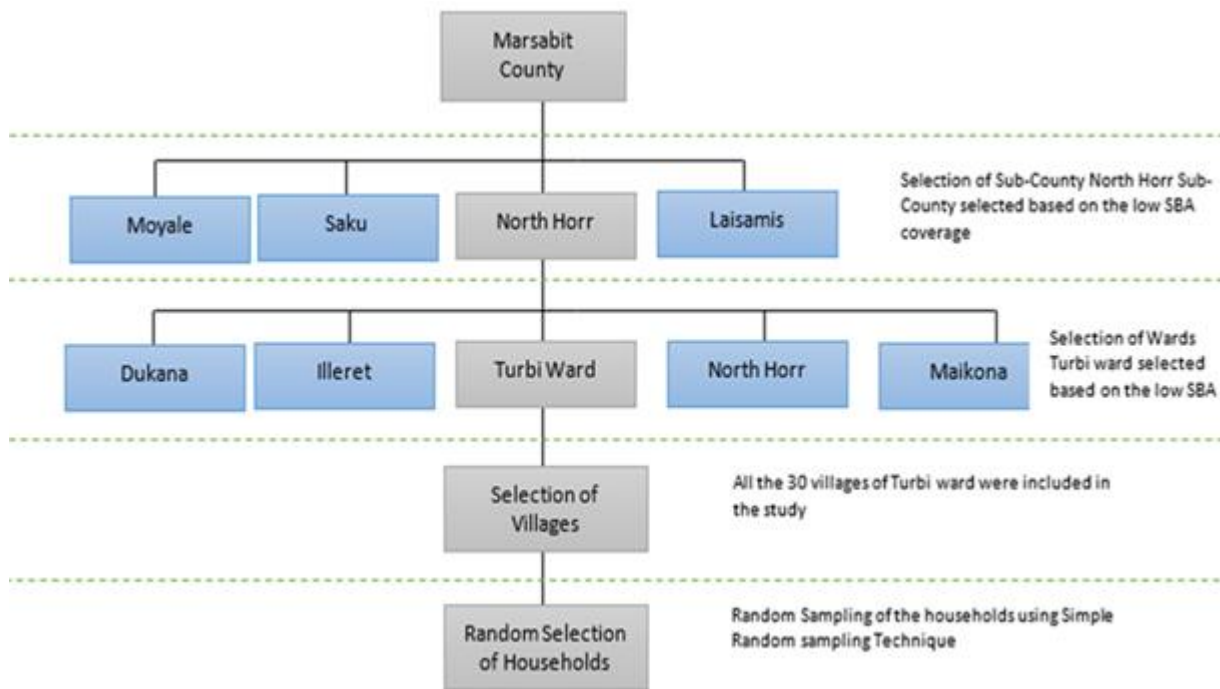 Marsabit
County
Moyale
Saku
North Horr
Laisamis
Selection of Sub-County North Horr Sub-
County selected based on the low SBA
coverage
Dukana
Illeret
Turbi Ward
North Horr
Maikona
Selection of Wards
Turbi ward selected
based on the low SBA
Selection of
Villages
All the 30 villages of Turbi ward were included in
the study
Random Selection
of Households
Random Sampling of the households using Simple
Random sampling Technique